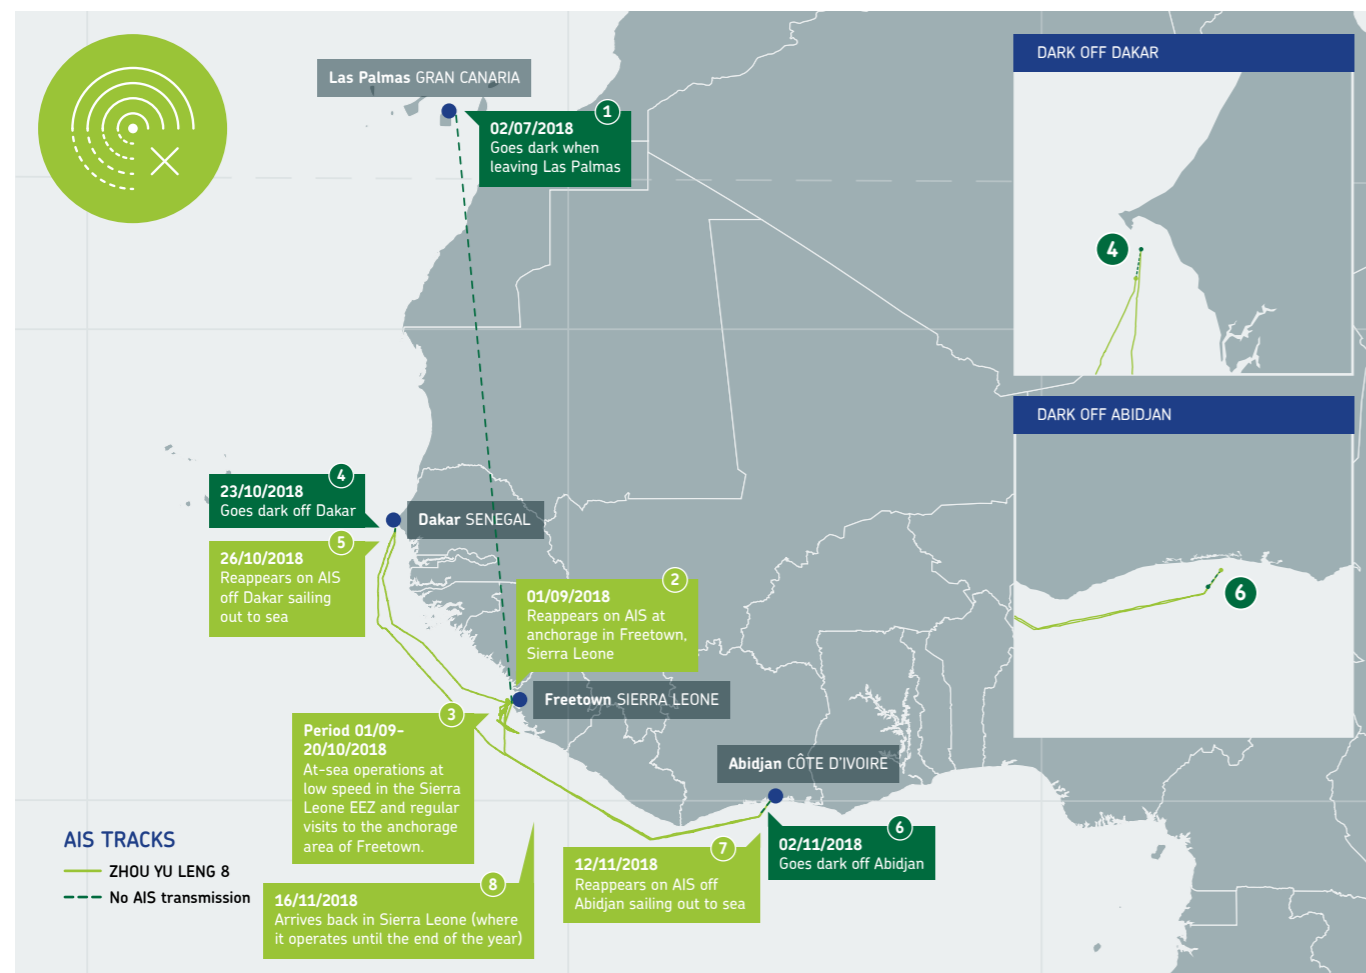 Las Palmas GRAN CANARIA
1
02/07/2018
Goes dark when
leaving Las Palmas
DARK OFF DAKAR
4
DARK OFF ABIDJAN
6
4
23/10/2018
Goes dark off Dakar
Dakar SENEGAL
5
26/10/2018
Reappears on AIS
off Dakar sailing
out to sea
2
01/09/2018
Reappears on AIS at
anchorage in Freetown,
Sierra Leone
Freetown SIERRA LEONE
3
Period 01/09-
20/10/2018
At-sea operations at
low speed in the Sierra
Leone EEZ and regular
visits to the anchorage
area of Freetown.
Abidjan CÔTE D'IVOIRE
6
02/11/2018
Goes dark off Abidjan
7
12/11/2018
Reappears on AIS off
Abidjan sailing out to sea
8
16/11/2018
Arrives back in Sierra Leone (where
it operates until the end of the year)
AIS TRACKS
ZHOU YU LENG 8
No AIS transmission